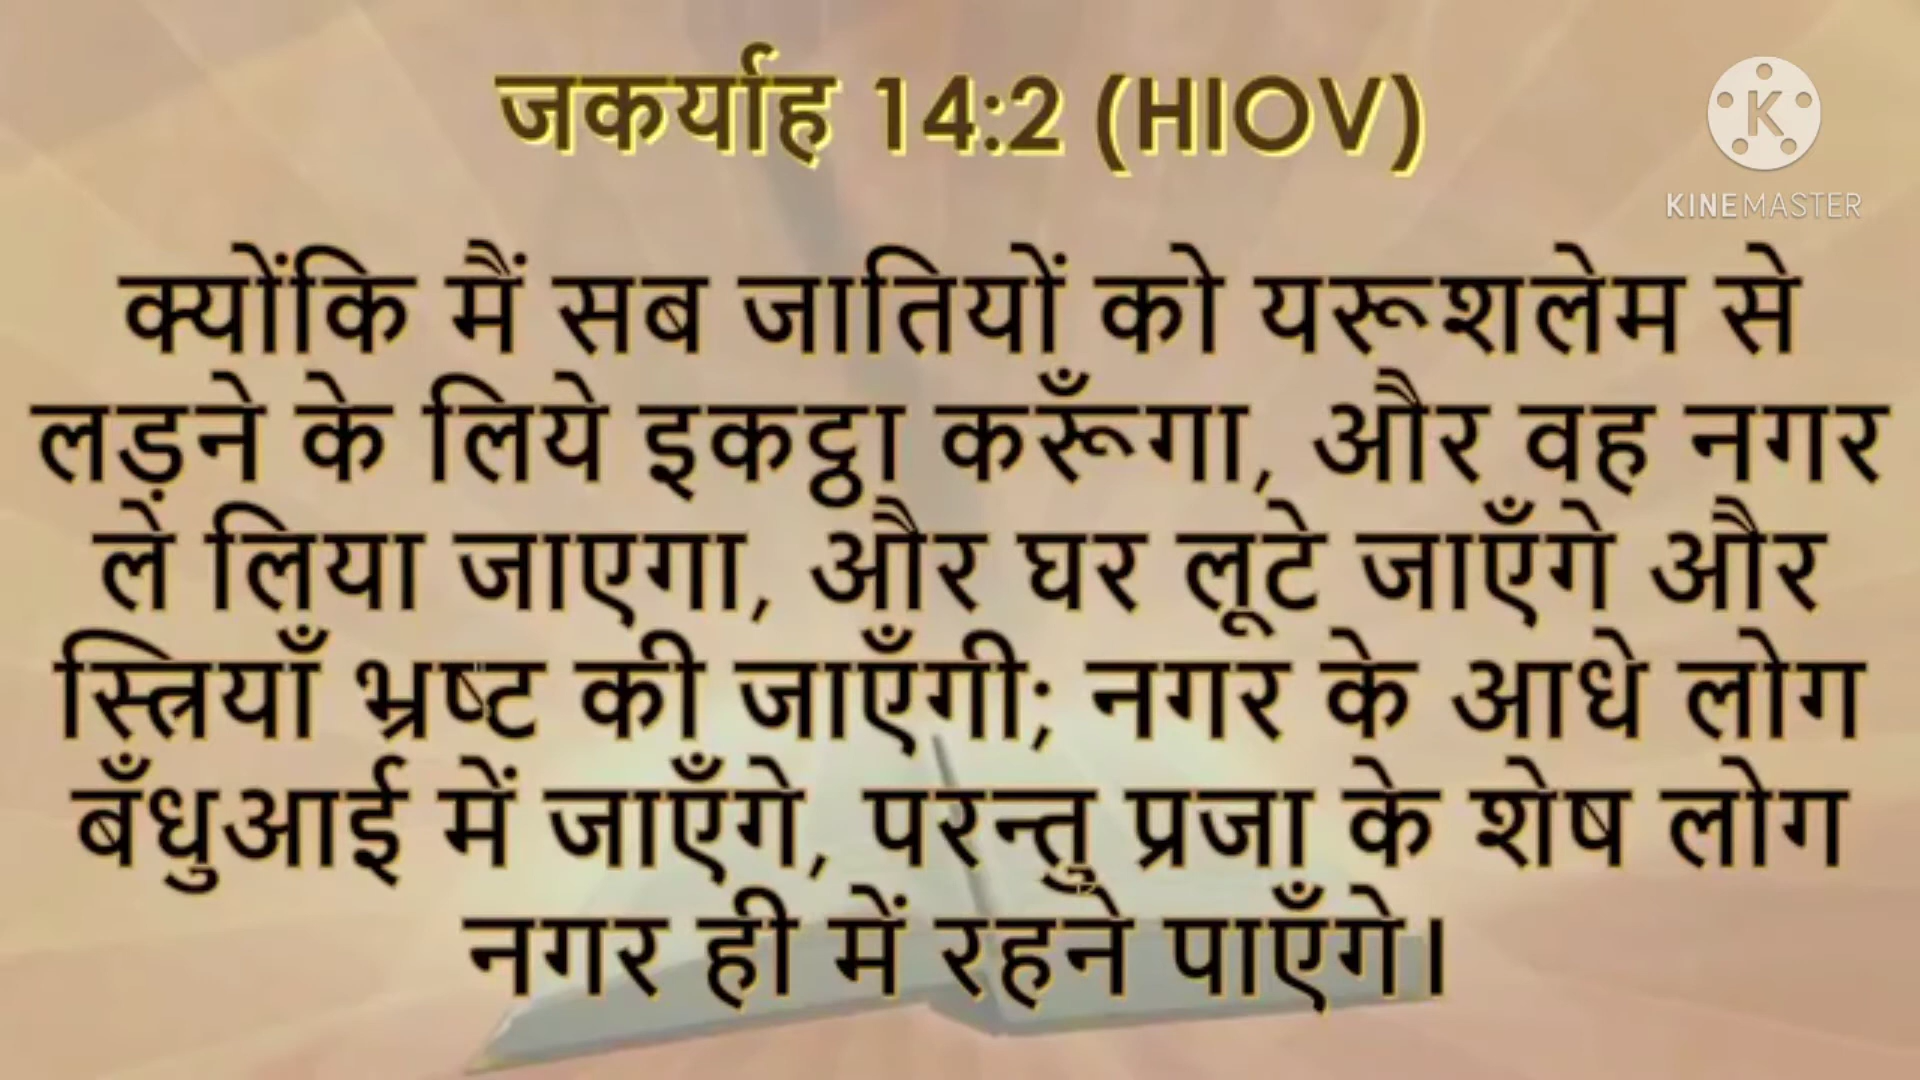 जकर्याह 14:2 (HIOV)
K
KINEMASTER
क्योंकि मैं सब जातियों को यरूशलेम से
लड़ने के लिये इकट्ठा करूँगा, और वह नगर
ले लिया जाएगा, और घर लूटे जाएँगे और
स्त्रियाँ भ्रष्ट की जाएँगी; नगर के आधे लोग
बँधुआई में जाएँगे, परन्तु प्रजा के शेष लोग
नगर ही में रहने पाएँगे।